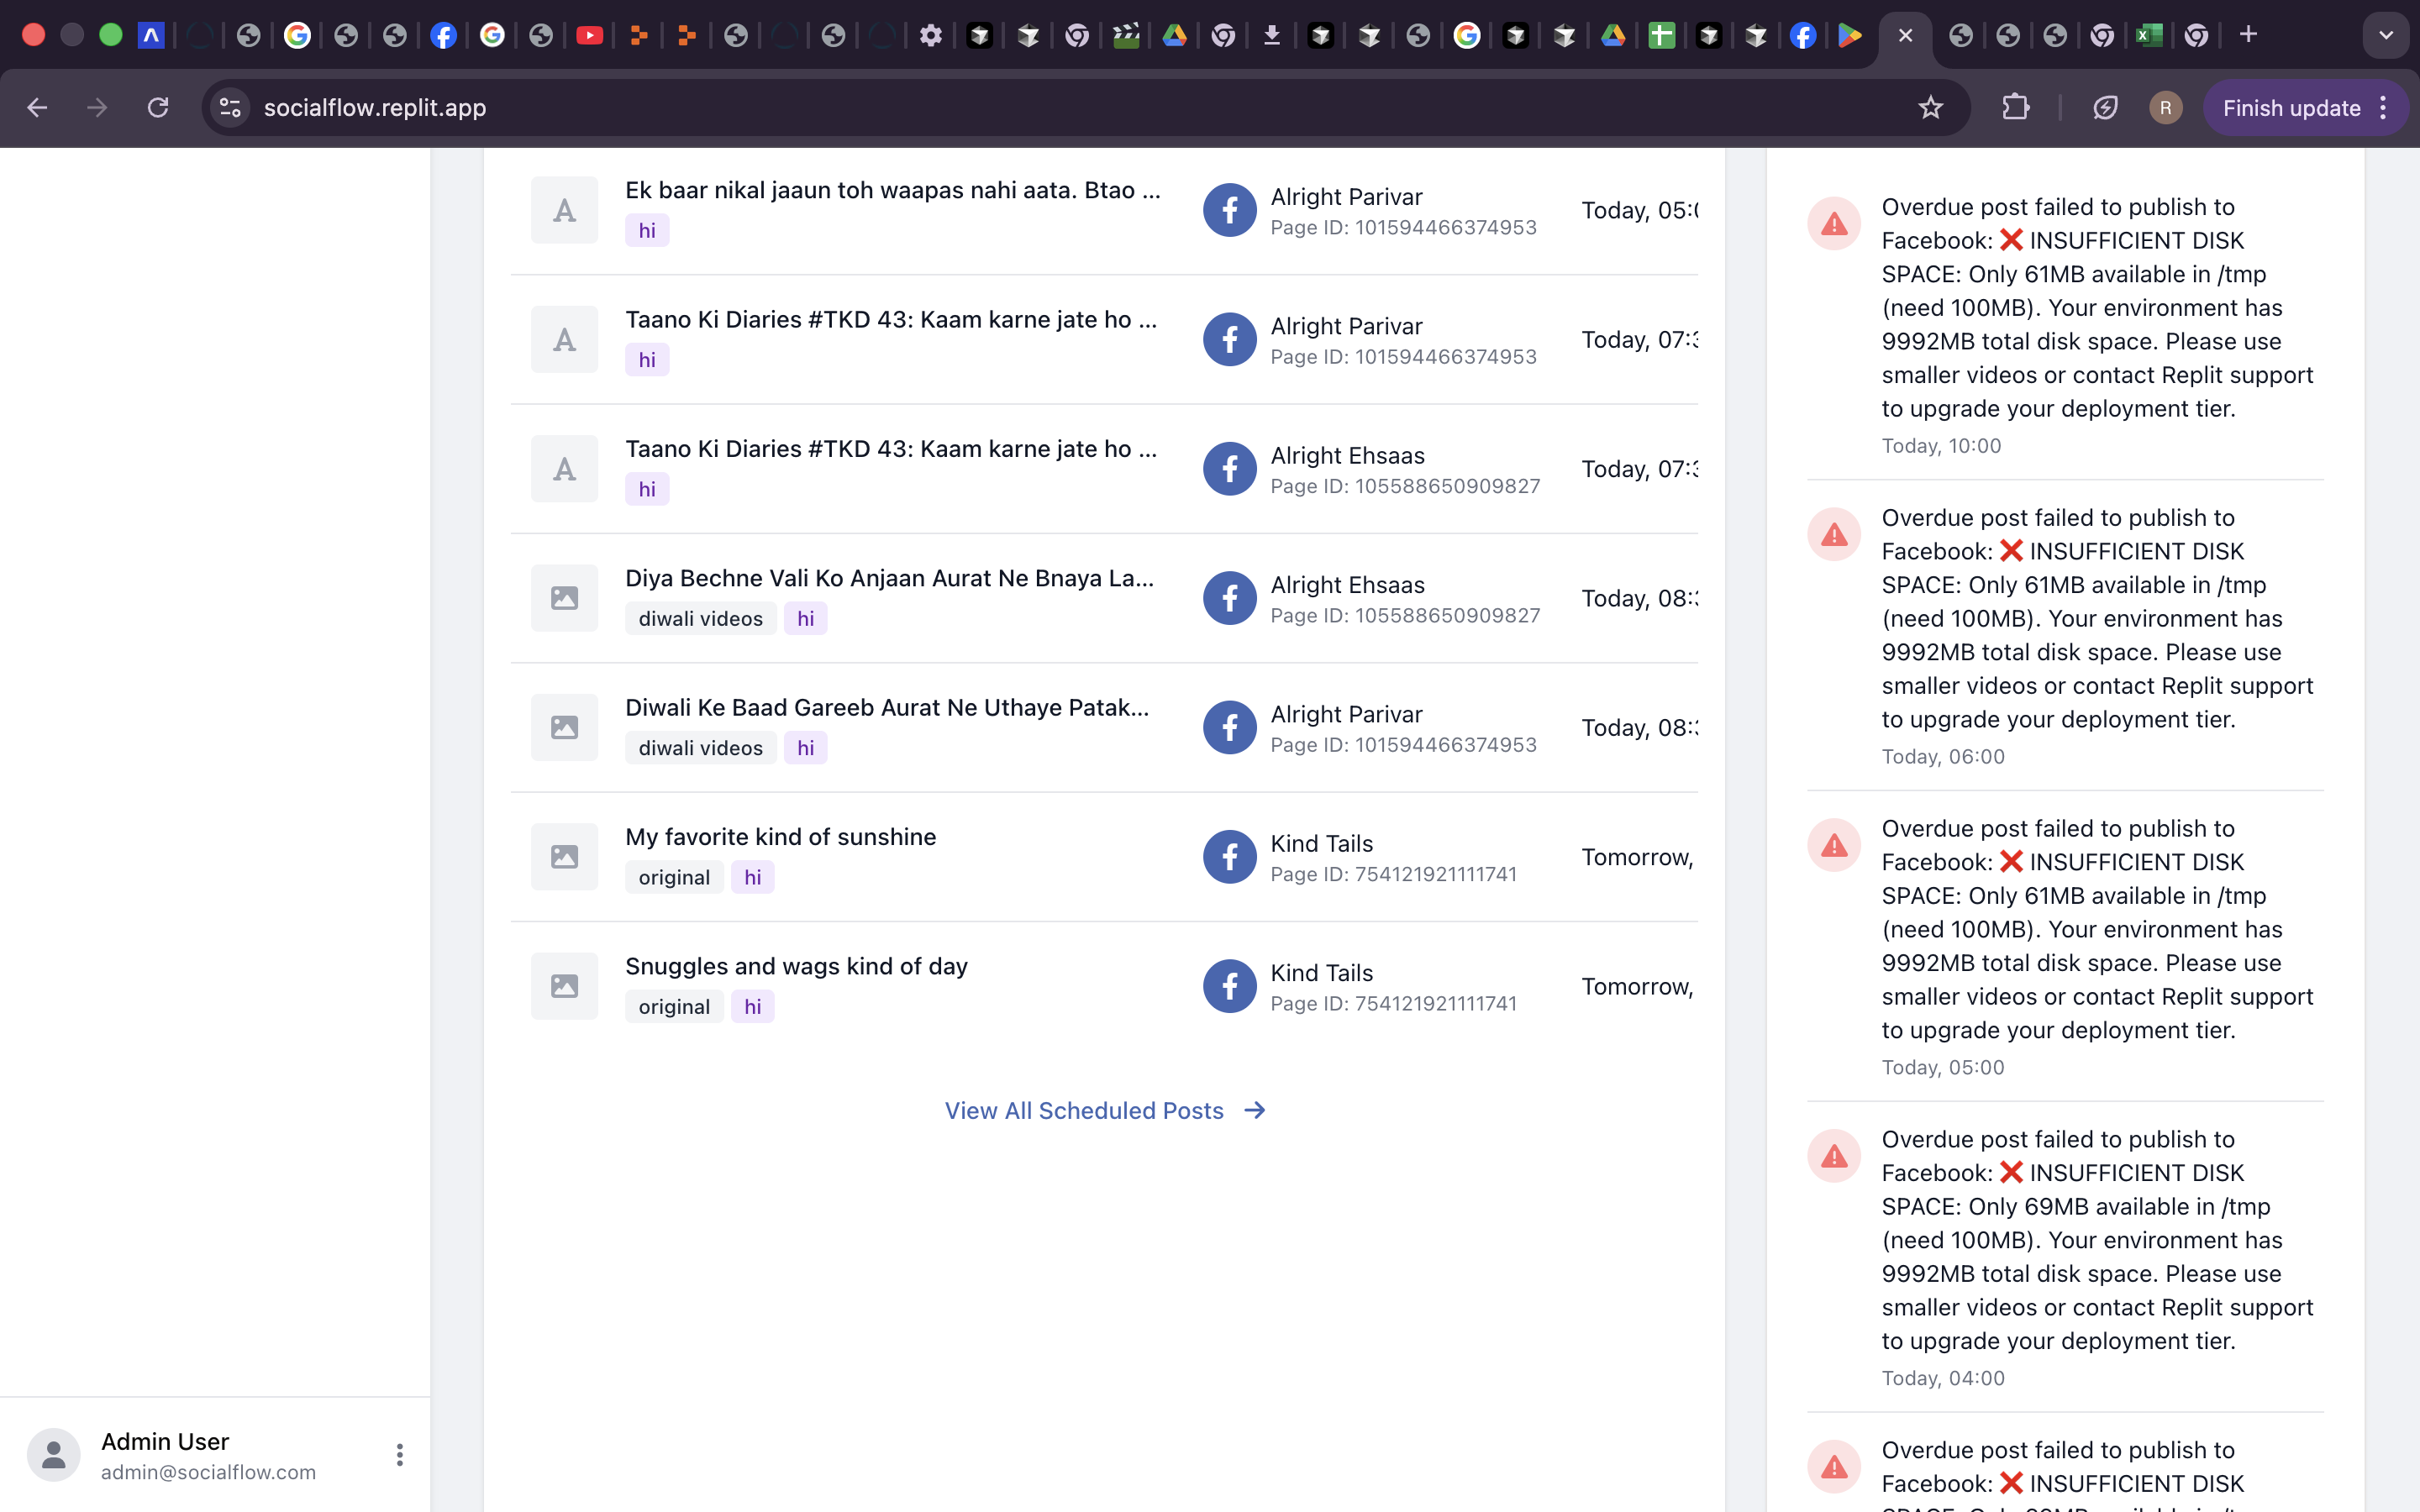 socialflow.replit.app
Finish update
R
Ek baar nikal jaaun toh waapas nahi aata. Btao ...
hi
Alright Parivar
Page ID: 101594466374953
Today, 05:0
Taano Ki Diaries #TKD 43: Kaam karne jate ho ...
hi
Alright Parivar
Page ID: 101594466374953
Today, 07:3
Taano Ki Diaries #TKD 43: Kaam karne jate ho ...
hi
Alright Ehsaas
Page ID: 105588650909827
Today, 07:3
Diya Bechne Vali Ko Anjaan Aurat Ne Bnaya La...
diwali videos hi
Alright Ehsaas
Page ID: 105588650909827
Today, 08:3
Diwali Ke Baad Gareeb Aurat Ne Uthaye Patak...
diwali videos hi
Alright Parivar
Page ID: 101594466374953
Today, 08:3
My favorite kind of sunshine
original hi
Kind Tails
Page ID: 754121921111741
Tomorrow,
Snuggles and wags kind of day
original hi
Kind Tails
Page ID: 754121921111741
Tomorrow,
View All Scheduled Posts →
Admin User
admin@socialflow.com
Overdue post failed to publish to
Facebook: ❌ INSUFFICIENT DISK
SPACE: Only 61MB available in /tmp
(need 100MB). Your environment has
9992MB total disk space. Please use
smaller videos or contact Replit support
to upgrade your deployment tier.
Today, 10:00
Overdue post failed to publish to
Facebook: ❌ INSUFFICIENT DISK
SPACE: Only 61MB available in /tmp
(need 100MB). Your environment has
9992MB total disk space. Please use
smaller videos or contact Replit support
to upgrade your deployment tier.
Today, 06:00
Overdue post failed to publish to
Facebook: ❌ INSUFFICIENT DISK
SPACE: Only 61MB available in /tmp
(need 100MB). Your environment has
9992MB total disk space. Please use
smaller videos or contact Replit support
to upgrade your deployment tier.
Today, 05:00
Overdue post failed to publish to
Facebook: ❌ INSUFFICIENT DISK
SPACE: Only 69MB available in /tmp
(need 100MB). Your environment has
9992MB total disk space. Please use
smaller videos or contact Replit support
to upgrade your deployment tier.
Today, 04:00
Overdue post failed to publish to
Facebook: ❌ INSUFFICIENT DISK